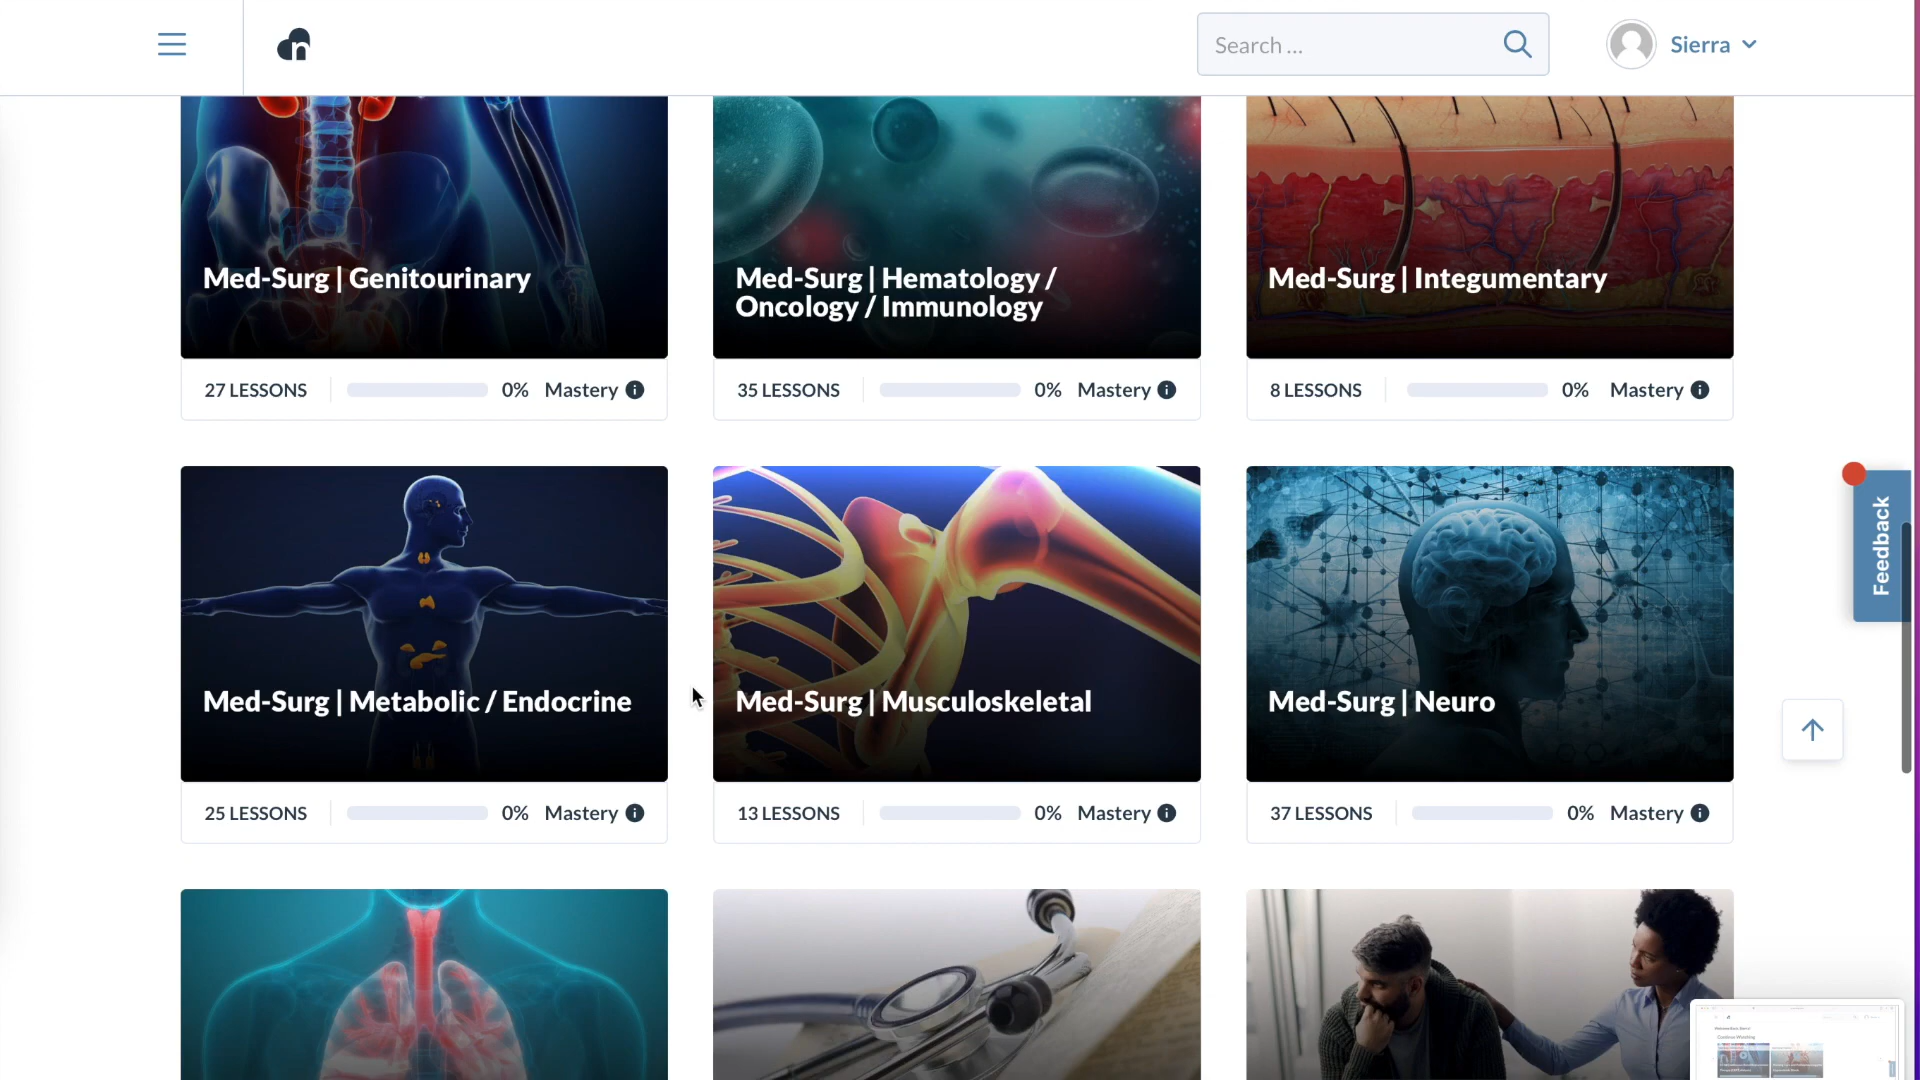 Search ...
Sierra
Med-Surg | Genitourinary
Med-Surg | Hematology /
Oncology / Immunology
Med-Surg | Integumentary
27 LESSONS 0% Mastery
35 LESSONS 0% Mastery
8 LESSONS 0% Mastery
Feedback
Med-Surg | Metabolic / Endocrine
Med-Surg | Musculoskeletal
Med-Surg | Neuro
25 LESSONS 0% Mastery
13 LESSONS 0% Mastery
37 LESSONS 0% Mastery